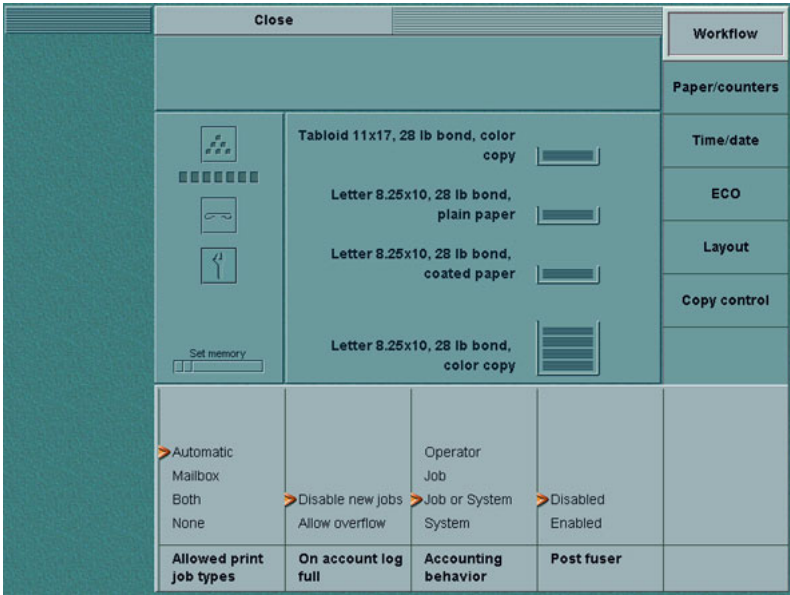 Close
Workflow
Paper/counters
Time/date
ECO
Layout
Copy control
Tabloid 11x17, 28 lb bond, color
copy
Letter 8.25x10, 28 lb bond,
plain paper
Letter 8.25x10, 28 lb bond,
coated paper
Letter 8.25x10, 28 lb bond,
color copy
Set memory
Automatic
Mailbox
Both
None
Allowed print
job types
Disable new jobs
Allow overflow
On account log
full
Operator
Job
Job or System
System
Accounting
behavior
Disabled
Enabled
Post fuser